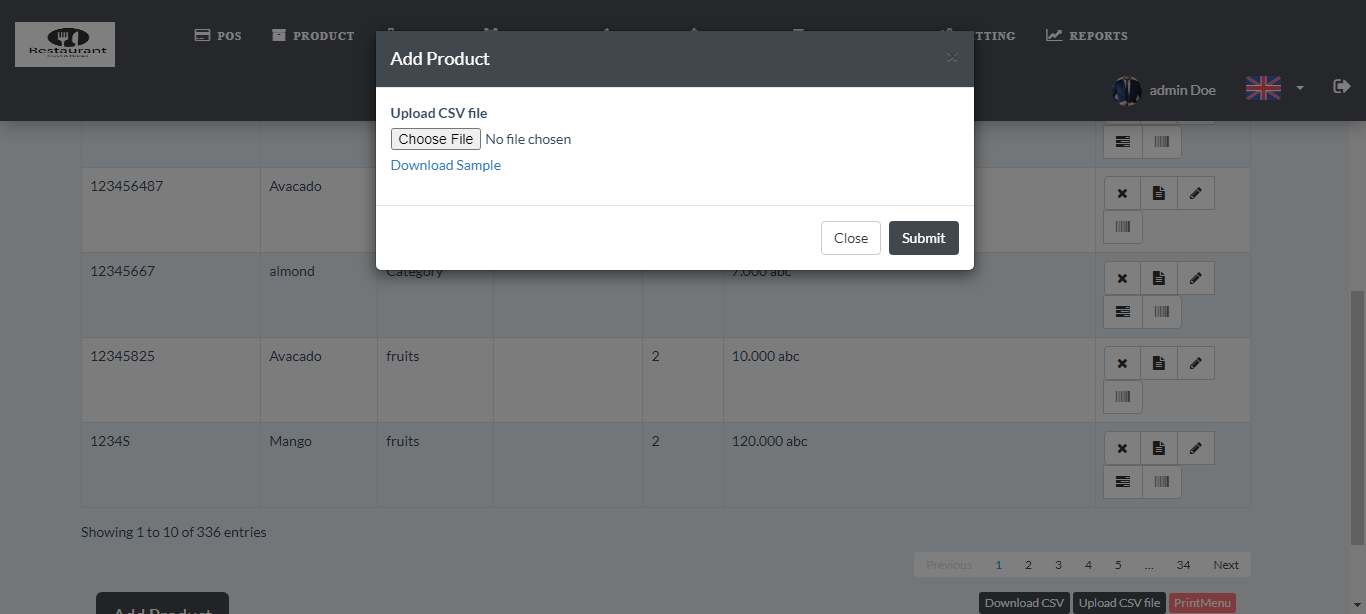 Restaurant
POS
PRODUCT
REPORTS
Add Product
×
admin Doe
Upload CSV file
Choose File No file chosen
Download Sample
Close
Submit
123456487 Avacado
12345667 almond Category 7.000 abc
12345825 Avacado fruits 2 10.000 abc
1234S Mango fruits 2 120.000 abc
Showing 1 to 10 of 336 entries
Previous 1 2 3 4 5 ... 34 Next
Add Product
Download CSV Upload CSV file PrintMenu